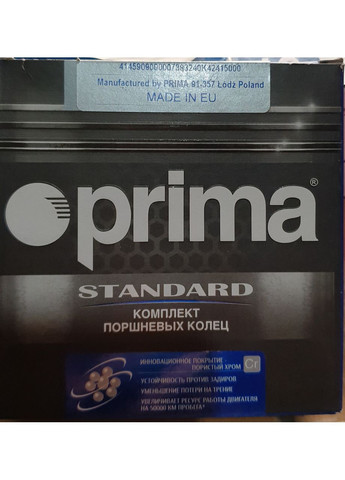 Manufactured by PRIMA 91-357 Lodz Poland
MADE IN EU
prima®
STANDARD
КОМПЛЕКТ
ПОРШНЕВЫХ КОЛЕЦ
ИННОВАЦИОННОЕ ПОКРЫТИЕ -
ПОРИСТЫЙ ХРОМ Cr
УСТОЙЧИВОСТЬ ПРОТИВ ЗАДИРОВ
УМЕНЬШЕНИЕ ПОТЕРИ НА ТРЕНИЕ
УВЕЛИЧИВАЕТ РЕСУРС РАБОТЫ ДВИГАТЕЛЯ
НА 50000 КМ ПРОБЕГА*